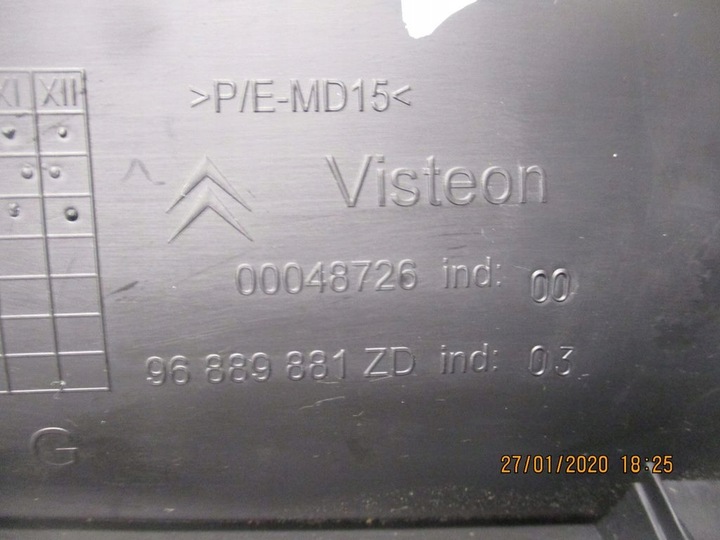 XI XII
>P/E-MD15<
Visteon
00048726 ind: 00
96 889 881 ZD ind: 03
G
27/01/2020 18:25